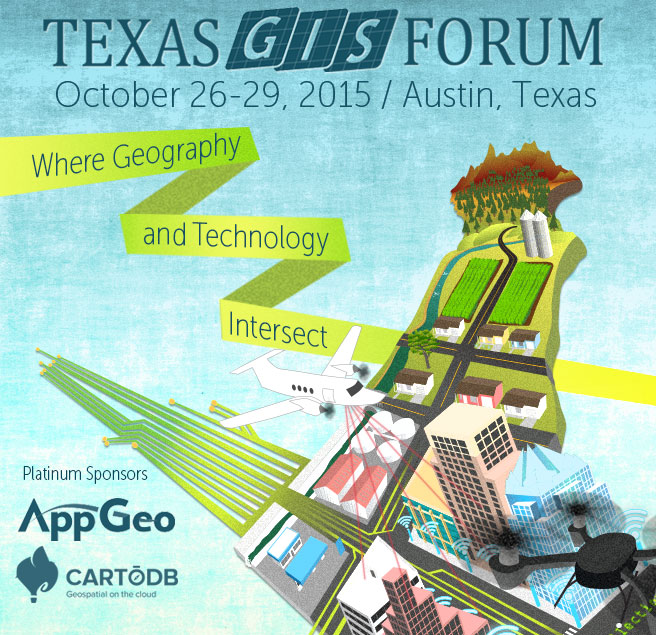 TEXAS GIS FORUM
October 26-29, 2015 / Austin, Texas
Where Geography
and Technology
Intersect
Platinum Sponsors
AppGeo
CARTŌDB
Geospatial on the cloud